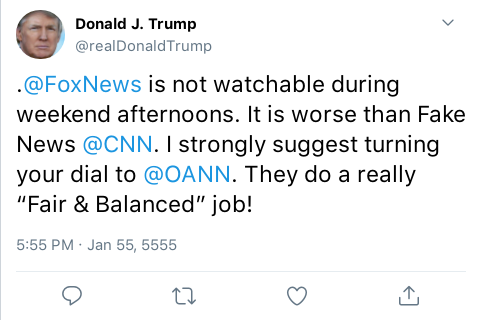 Donald J. Trump
@realDonaldTrump
.@FoxNews is not watchable during
weekend afternoons. It is worse than Fake
News @CNN. I strongly suggest turning
your dial to @OANN. They do a really
“Fair & Balanced” job!
5:55 PM · Jan 55, 5555